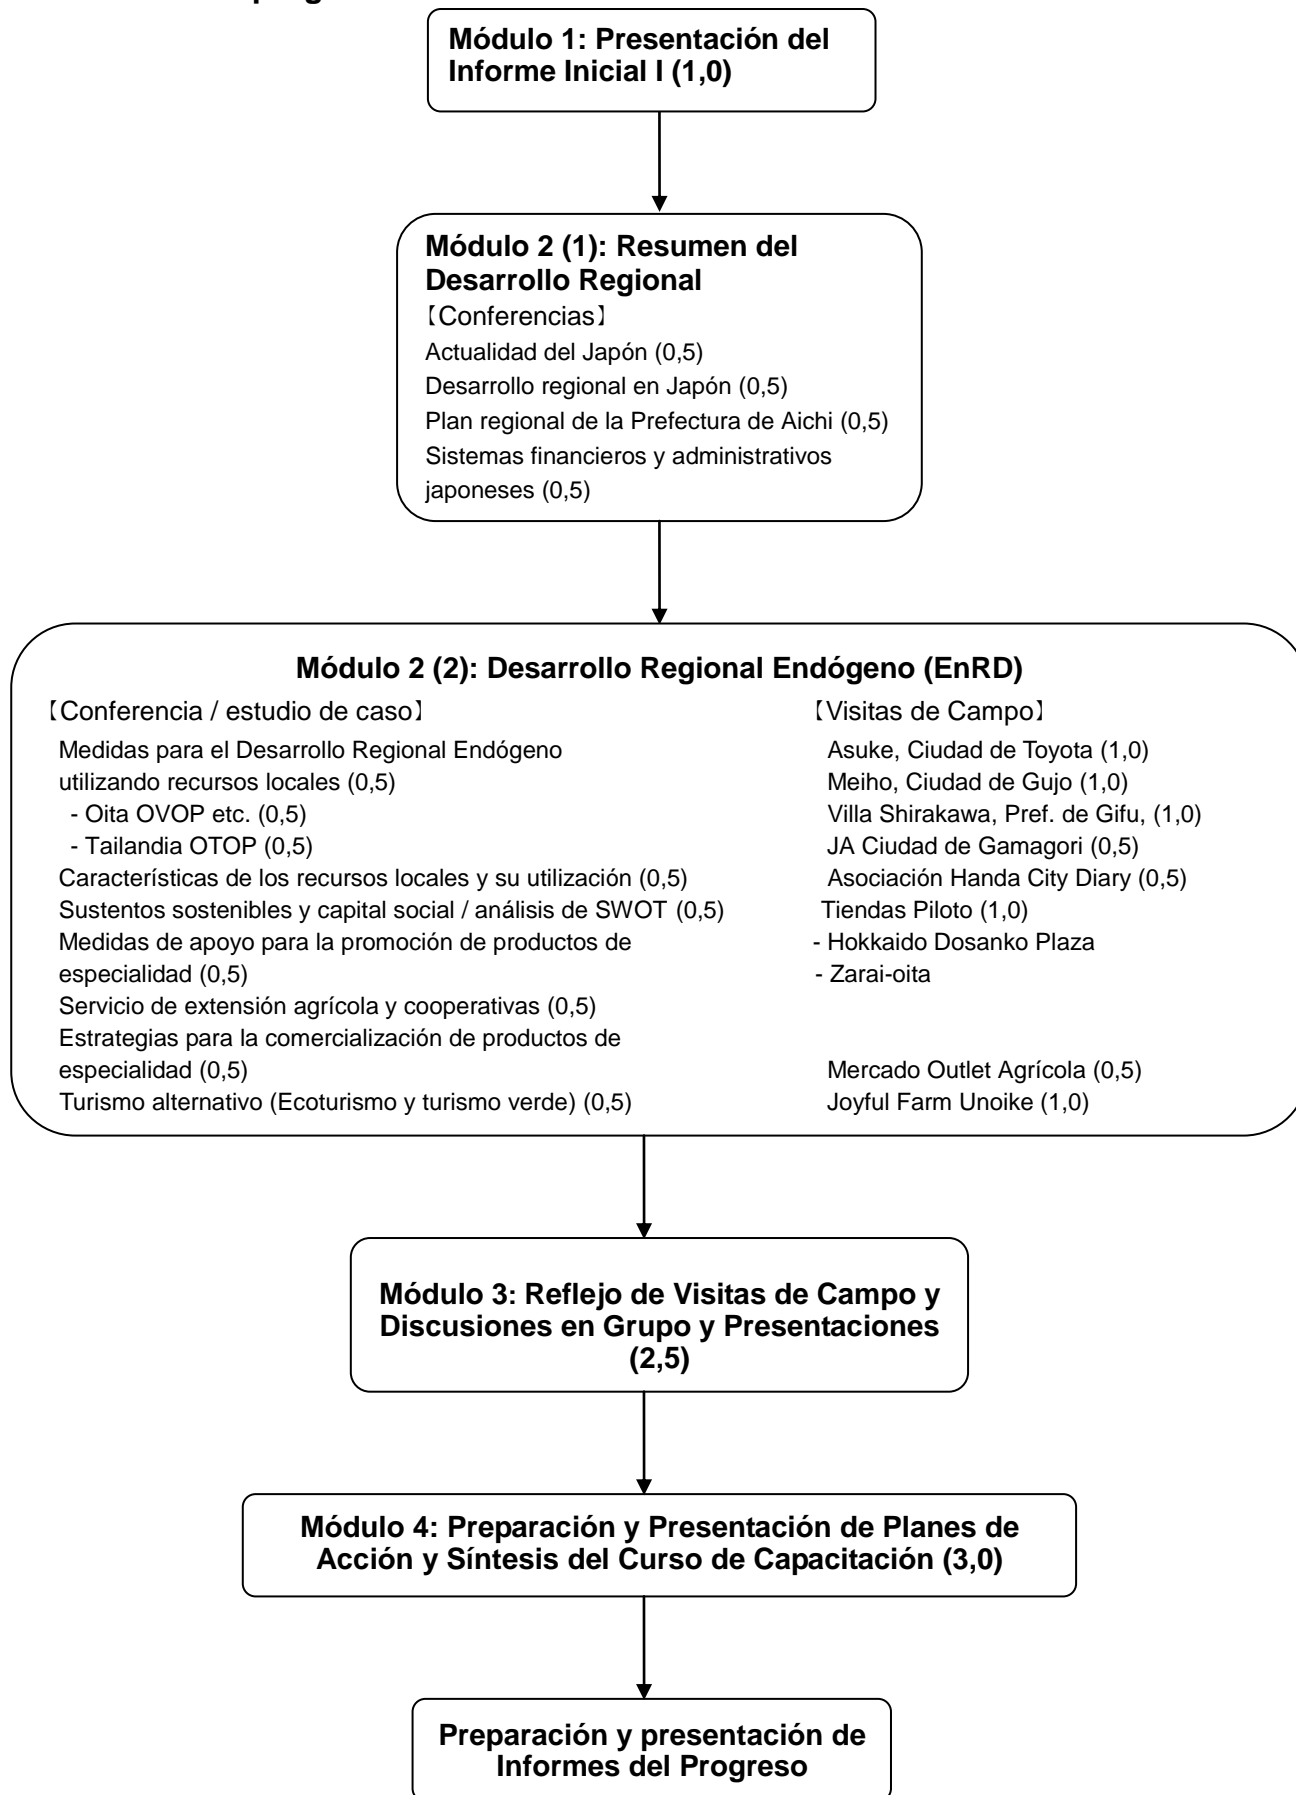 Módulo 1: Presentación del
Informe Inicial I (1,0)
Módulo 2 (1): Resumen del
Desarrollo Regional
【Conferencias】
Actualidad del Japón (0,5)
Desarrollo regional en Japón (0,5)
Plan regional de la Prefectura de Aichi (0,5)
Sistemas financieros y administrativos
japoneses (0,5)
Módulo 2 (2): Desarrollo Regional Endógeno (EnRD)
【Conferencia / estudio de caso】
Medidas para el Desarrollo Regional Endógeno
utilizando recursos locales (0,5)
- Oita OVOP etc. (0,5)
- Tailandia OTOP (0,5)
Características de los recursos locales y su utilización (0,5)
Sustentos sostenibles y capital social / análisis de SWOT (0,5)
Medidas de apoyo para la promoción de productos de
especialidad (0,5)
Servicio de extensión agrícola y cooperativas (0,5)
Estrategias para la comercialización de productos de
especialidad (0,5)
Turismo alternativo (Ecoturismo y turismo verde) (0,5)
【Visitas de Campo】
Asuke, Ciudad de Toyota (1,0)
Meiho, Ciudad de Gujo (1,0)
Villa Shirakawa, Pref. de Gifu, (1,0)
JA Ciudad de Gamagori (0,5)
Asociación Handa City Diary (0,5)
Tiendas Piloto (1,0)
- Hokkaido Dosanko Plaza
- Zarai-oita
Mercado Outlet Agrícola (0,5)
Joyful Farm Unoike (1,0)
Módulo 3: Reflejo de Visitas de Campo y
Discusiones en Grupo y Presentaciones
(2,5)
Módulo 4: Preparación y Presentación de Planes de
Acción y Síntesis del Curso de Capacitación (3,0)
Preparación y presentación de
Informes del Progreso